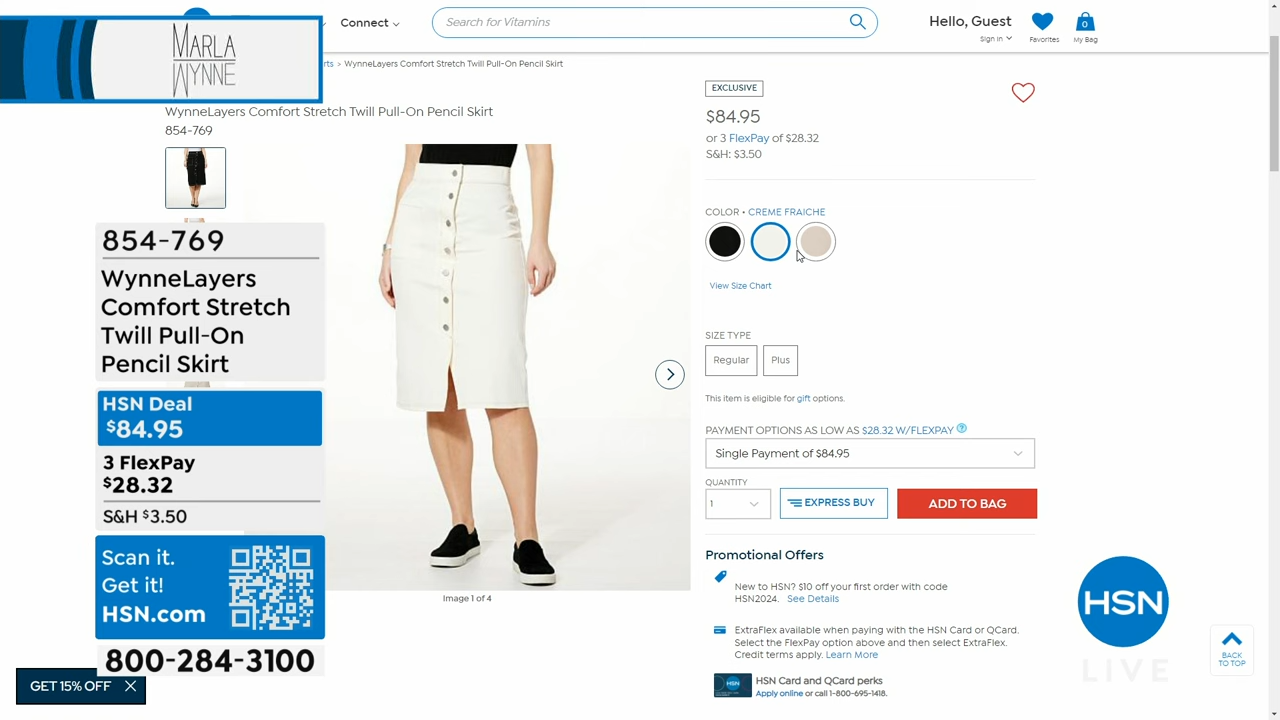 MARLA
WYNNE
Connect
Search for Vitamins
Hello, Guest
Sign In
Favorites
0
My Bag
rts > WynneLayers Comfort Stretch Twill Pull-On Pencil Skirt
WynneLayers Comfort Stretch Twill Pull-On Pencil Skirt
854-769
854-769
WynneLayers
Comfort Stretch
Twill Pull-On
Pencil Skirt
HSN Deal
$84.95
3 FlexPay
$28.32
S&H $3.50
Scan it.
Get it!
HSN.com
800-284-3100
GET 15% OFF
Image 1 of 4
EXCLUSIVE
$84.95
or 3 FlexPay of $28.32
S&H: $3.50
COLOR • CREME FRAICHE
View Size Chart
SIZE TYPE
Regular
Plus
This item is eligible for gift options.
PAYMENT OPTIONS AS LOW AS $28.32 W/FLEXPAY ?
Single Payment of $84.95
QUANTITY
1
EXPRESS BUY
ADD TO BAG
Promotional Offers
New to HSN? $10 off your first order with code
HSN2024. See Details
ExtraFlex available when paying with the HSN Card or QCard.
Select the FlexPay option above and then select ExtraFlex.
Credit terms apply. Learn More
HSN
HSN Card and QCard perks
Apply online or call 1-800-695-1418.
HSN
LIVE
BACK
TO TOP